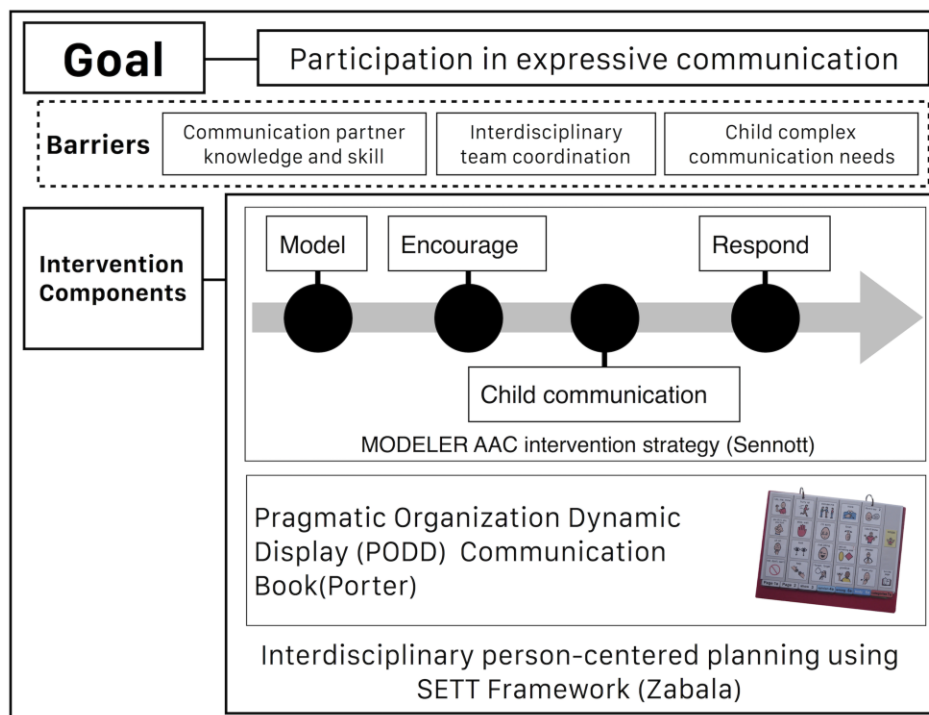 Goal
Participation in expressive communication
Barriers
Communication partner
knowledge and skill
Interdisciplinary
team coordination
Child complex
communication needs
Intervention
Components
Model
Encourage
Respond
Child communication
MODELER AAC intervention strategy (Sennott)
Pragmatic Organization Dynamic
Display (PODD)  Communication
Book(Porter)
Interdisciplinary person-centered planning using
SETT Framework (Zabala)